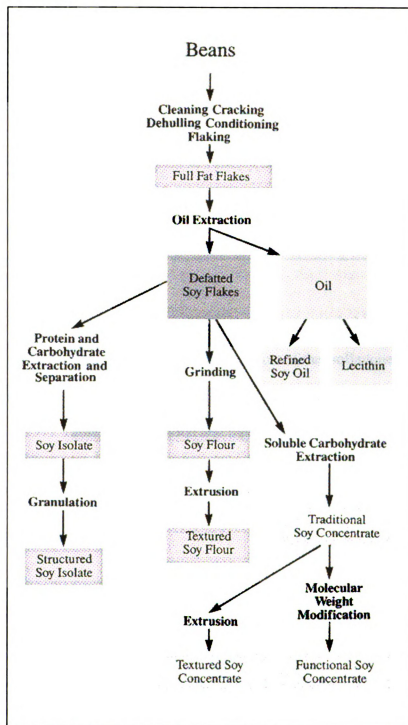 Beans
Cleaning Cracking
Dehulling Conditioning
Flaking
Full Fat Flakes
Oil Extraction
Defatted
Soy Flakes
Oil
Protein and
Carbohydrate
Extraction and
Separation
Grinding
Refined
Soy Oil
Lecithin
Soy Isolate
Soy Flour
Soluble Carbohydrate
Extraction
Granulation
Extrusion
Traditional
Soy Concentrate
Structured
Soy Isolate
Textured
Soy Flour
Extrusion
Molecular
Weight
Modification
Textured Soy
Concentrate
Functional Soy
Concentrate